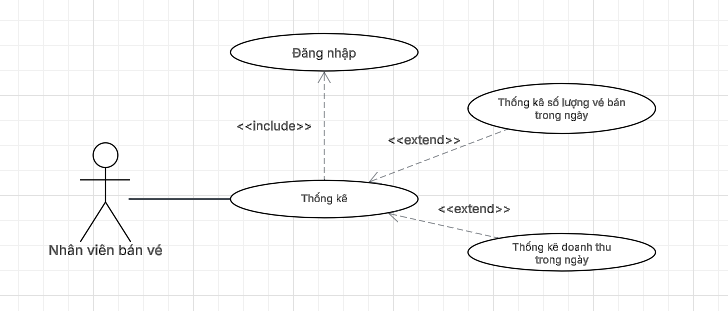 Đăng nhập
Thống kê số lượng vé bán
trong ngày
<<include>>
<<extend>>
Thống kê
<<extend>>
Nhân viên bán vé
Thống kê doanh thu
trong ngày